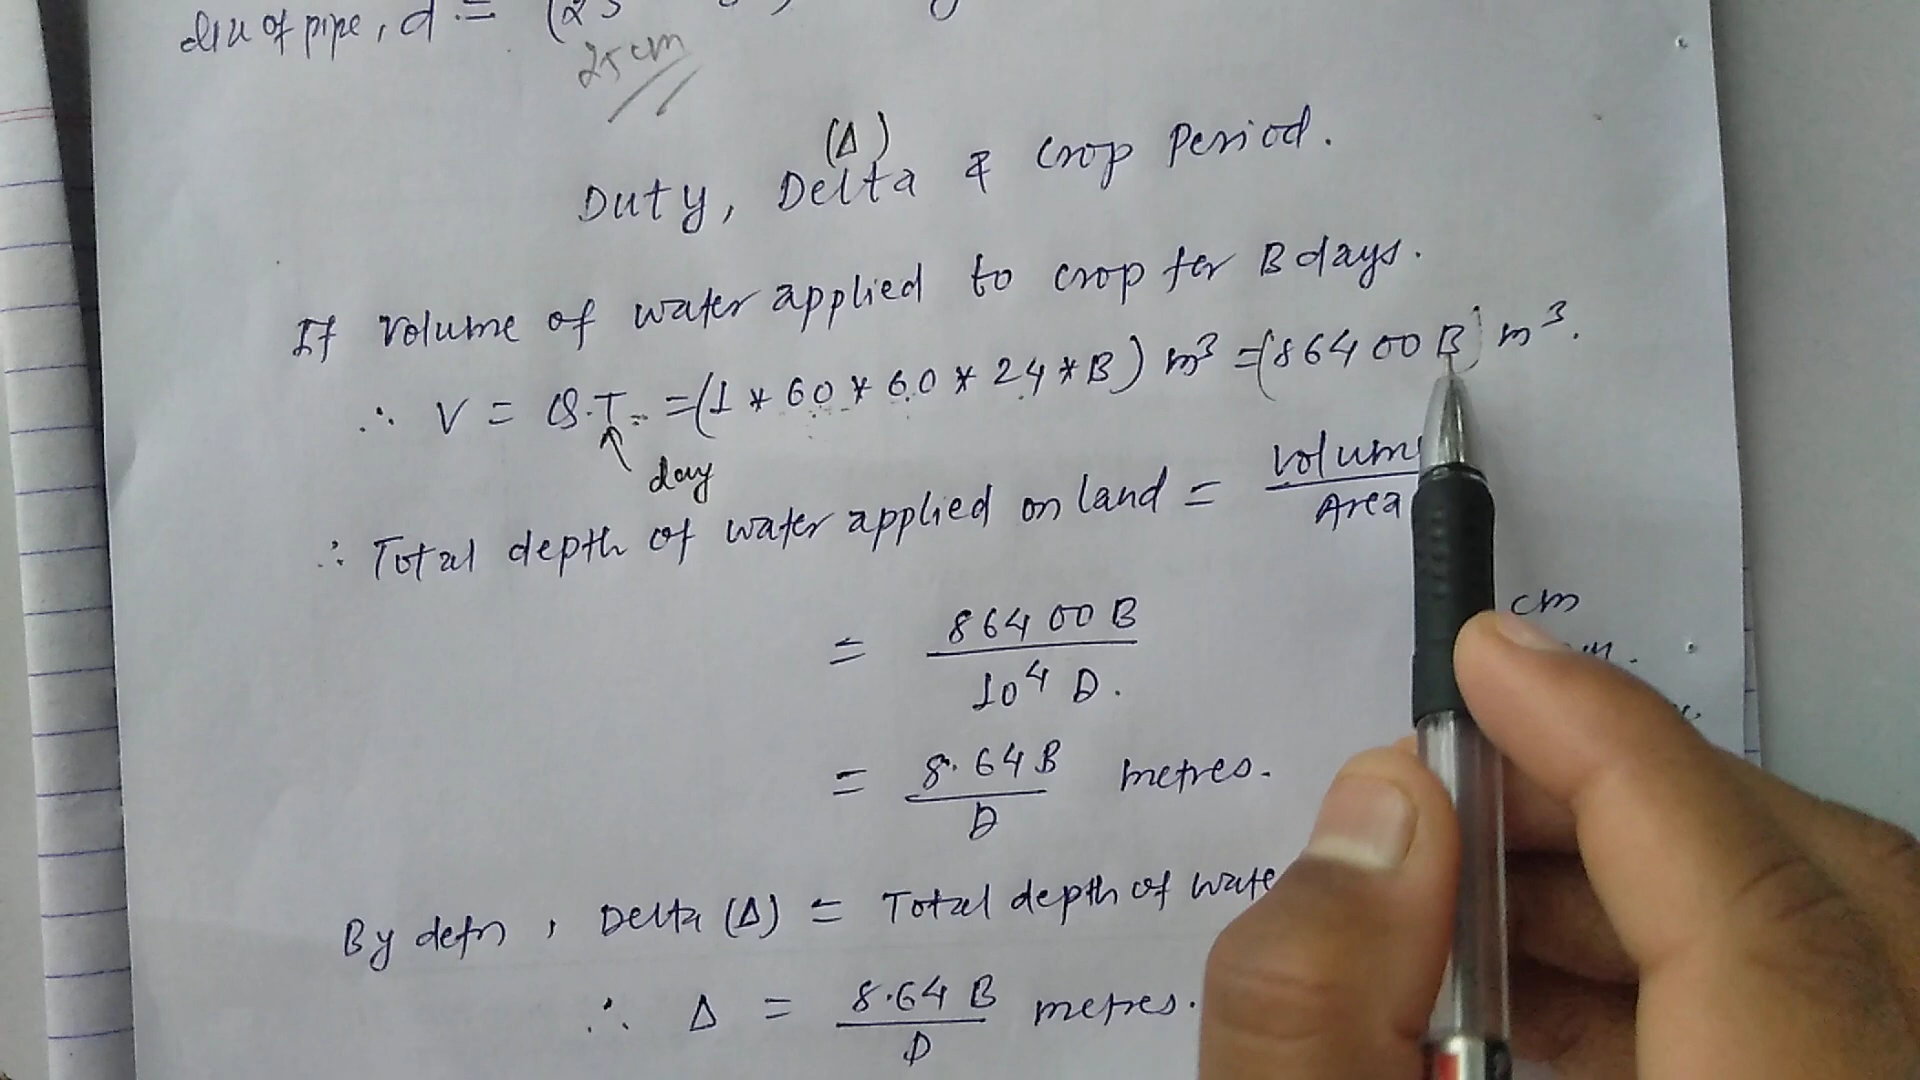 dia of pipe, d =
25 cm
(Δ)
Duty, Delta & Crop Period.
If volume of water applied to crop for B days.
∴ V = Q.T = (1 * 60 * 60 * 24 * B) m³ = (86400 B) m³.
day
∴ Total depth of water applied on land = Volum
Area
cm
= 86400 B
10⁴ D.
= 8.64 B metres.
D
By defn, Delta (Δ) = Total depth of wate
∴ Δ = 8.64 B metres.
D